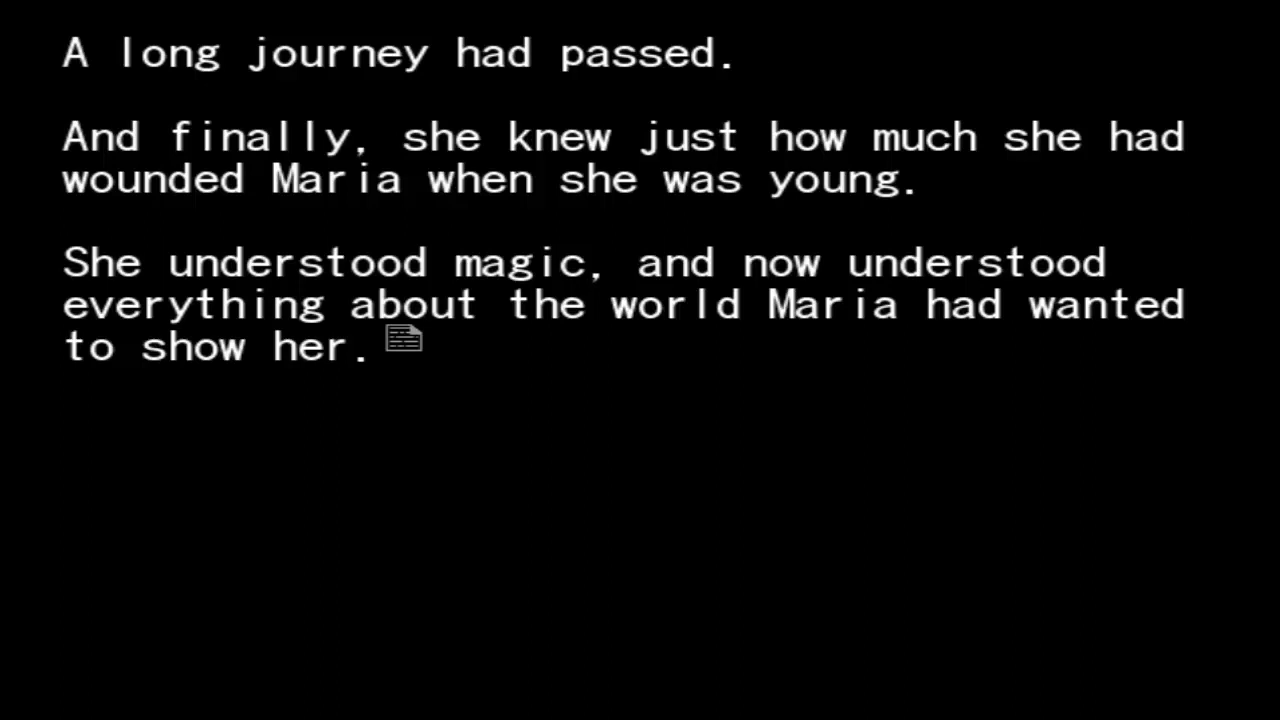 A long journey had passed.
And finally, she knew just how much she had
wounded Maria when she was young.
She understood magic, and now understood
everything about the world Maria had wanted
to show her.